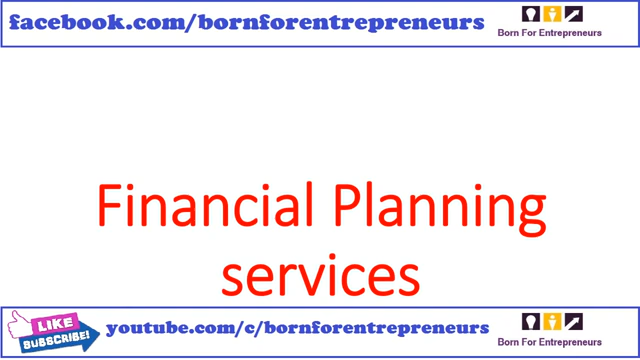 facebook.com/bornforentrepreneurs
Born For Entrepreneurs
Financial Planning
services
LIKE
SUBSCRIBE!
youtube.com/c/bornforentrepreneurs
Born For Entrepreneurs